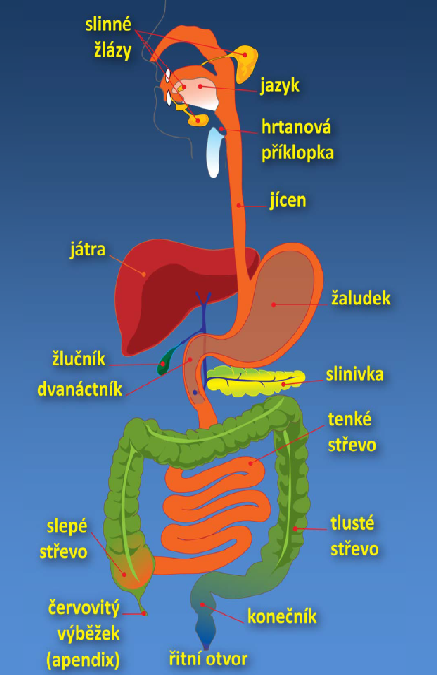 slinné
žlázy
jazyk
hrtanová
příklopka
jícen
játra
žaludek
žlučník
dvanáctník
slinivka
tenké
střevo
slepé
střevo
tlusté
střevo
červovitý
výběžek
(apendix)
konečník
řitní otvor